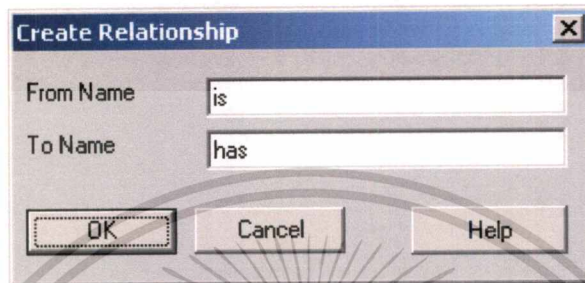 Create Relationship
From Name
is
To Name
has
OK
Cancel
Help